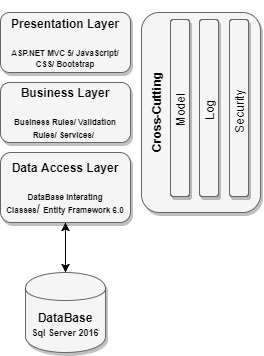 Presentation Layer
ASP.NET MVC 5/ JavaScript/
CSS/ Bootstrap
Business Layer
Business Rules/ Validation
Rules/ Services/
Data Access Layer
DataBase Interating
Classes/ Entity Framework 6.0
Cross-Cutting
Model
Log
Security
DataBase
Sql Server 2016